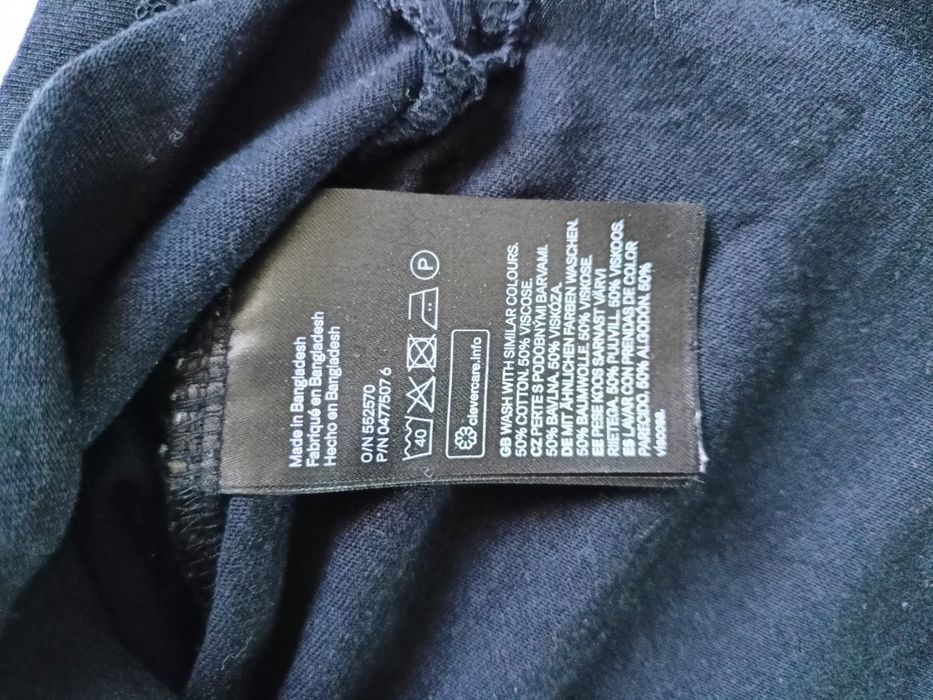 Made in Bangladesh
Fabriqué en Bangladesh
Hecho en Bangladesh
O/N 552570
P/N 0477507 6
40 P
clevercare.info
GB WASH WITH SIMILAR COLOURS.
50% COTTON. 50% VISCOSE.
CZ PERTE S PODOBNÝMI BARVAMI.
50% BAVLNA. 50% VISKÓZA.
DE MIT ÄHNLICHEN FARBEN WASCHEN.
50% BAUMWOLLE. 50% VISKOSE.
EE PESE KOOS SARNAST VÄRVI
RIIETEGA. 50% PUUVILL. 50% VISKOOS.
ES LAVAR CON PRENDAS DE COLOR
PARECIDO. 50% ALGODÓN. 50%
viscosa.